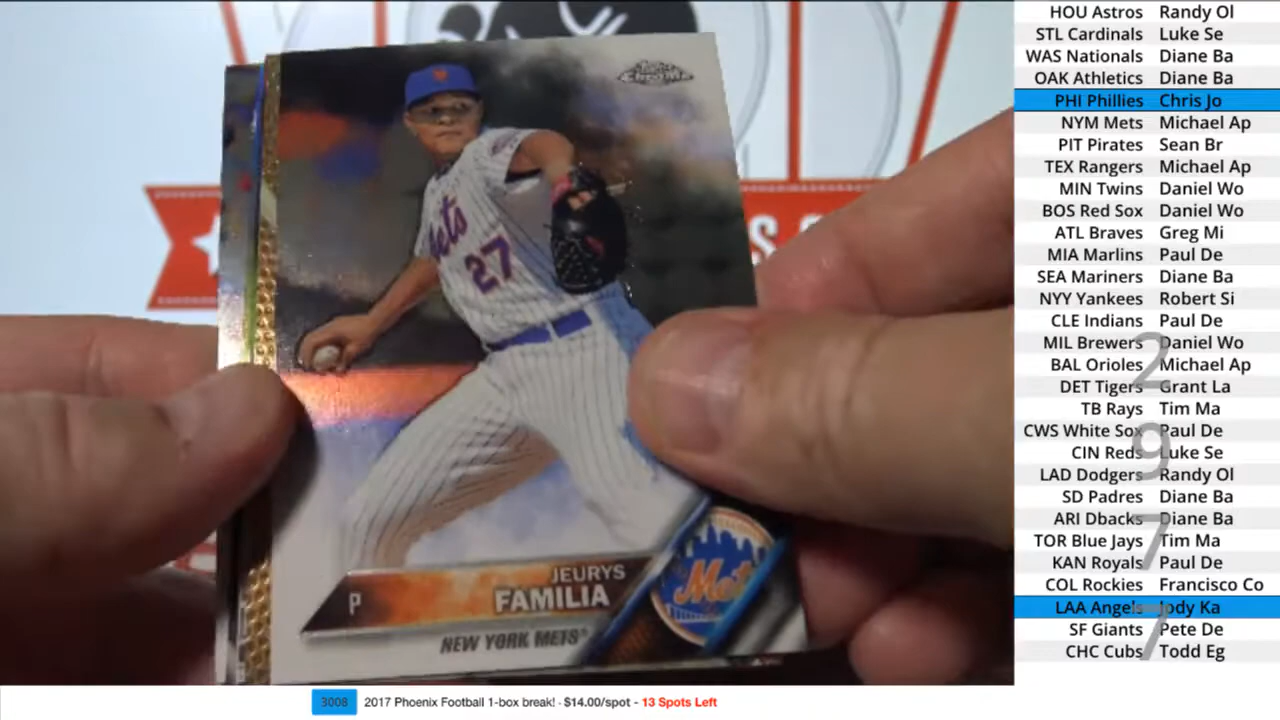 Topps
Chrome
Mets
27
JEURYS
P FAMILIA
NEW YORK METS
Mets
S
HOU Astros Randy Ol
STL Cardinals Luke Se
WAS Nationals Diane Ba
OAK Athletics Diane Ba
PHI Phillies Chris Jo
NYM Mets Michael Ap
PIT Pirates Sean Br
TEX Rangers Michael Ap
MIN Twins Daniel Wo
BOS Red Sox Daniel Wo
ATL Braves Greg Mi
MIA Marlins Paul De
SEA Mariners Diane Ba
NYY Yankees Robert Si
CLE Indians Paul De
MIL Brewers Daniel Wo
BAL Orioles Michael Ap
DET Tigers Grant La
TB Rays Tim Ma
CWS White Sox Paul De
CIN Reds Luke Se
LAD Dodgers Randy Ol
SD Padres Diane Ba
ARI Dbacks Diane Ba
TOR Blue Jays Tim Ma
KAN Royals Paul De
COL Rockies Francisco Co
LAA Angels Jody Ka
SF Giants Pete De
CHC Cubs Todd Eg
2977
3008 2017 Phoenix Football 1-box break! - $14.00/spot - 13 Spots Left